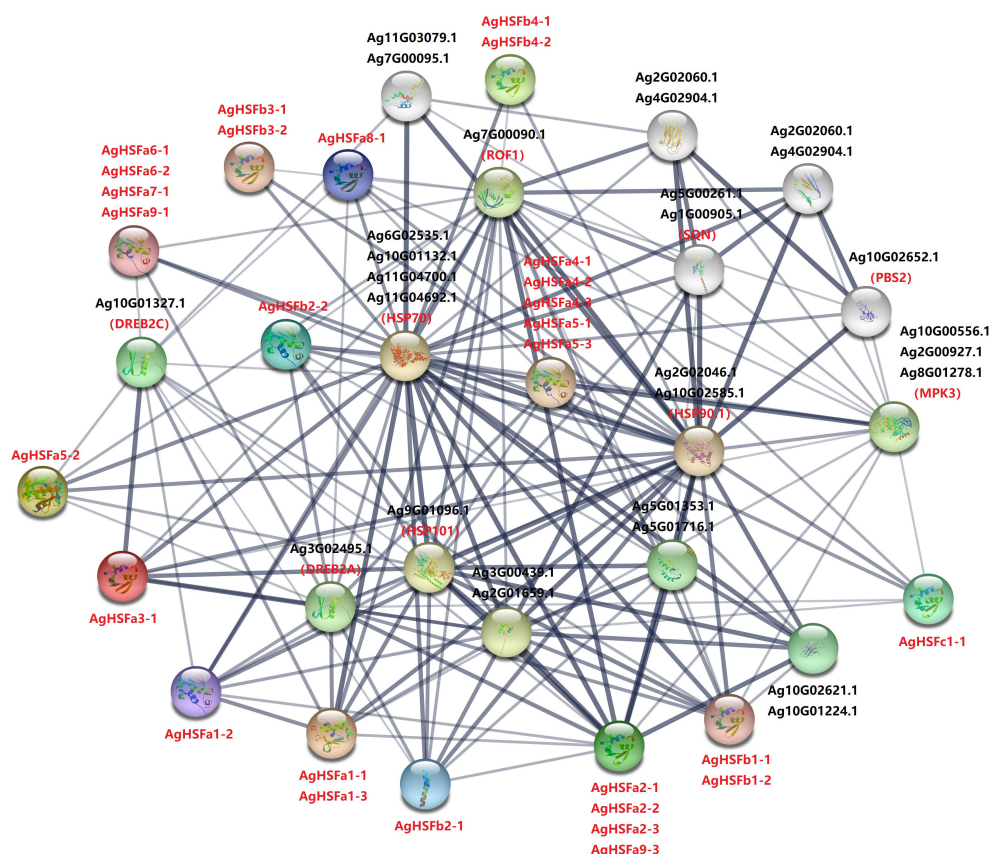 AgHSFb4-1
AgHSFb4-2
Ag11G03079.1
Ag7G00095.1
Ag2G02060.1
Ag4G02904.1
AgHSFb3-1
AgHSFb3-2
AgHSFa8-1
Ag7G00090.1
(ROF1)
Ag2G02060.1
Ag4G02904.1
AgHSFa6-1
AgHSFa6-2
AgHSFa7-1
AgHSFa9-1
Ag5G00261.1
Ag1G00905.1
(SQN)
Ag6G02535.1
Ag10G01132.1
Ag11G04700.1
Ag11G04692.1
(HSP70)
AgHSFa4-1
AgHSFa4-2
AgHSFa4-3
AgHSFa5-1
AgHSFa5-3
Ag10G02652.1
(PBS2)
Ag10G01327.1
(DREB2C)
AgHSFb2-2
Ag10G00556.1
Ag2G00927.1
Ag8G01278.1
(MPK3)
Ag2G02046.1
Ag10G02585.1
(HSP90.1)
AgHSFa5-2
Ag9G01096.1
(HSP101)
Ag5G01353.1
Ag5G01716.1
Ag3G02495.1
(DREB2A)
Ag3G00439.1
Ag2G01659.1
AgHSFa3-1
AgHSFc1-1
Ag10G02621.1
Ag10G01224.1
AgHSFa1-2
AgHSFa1-1
AgHSFa1-3
AgHSFb1-1
AgHSFb1-2
AgHSFb2-1
AgHSFa2-1
AgHSFa2-2
AgHSFa2-3
AgHSFa9-3